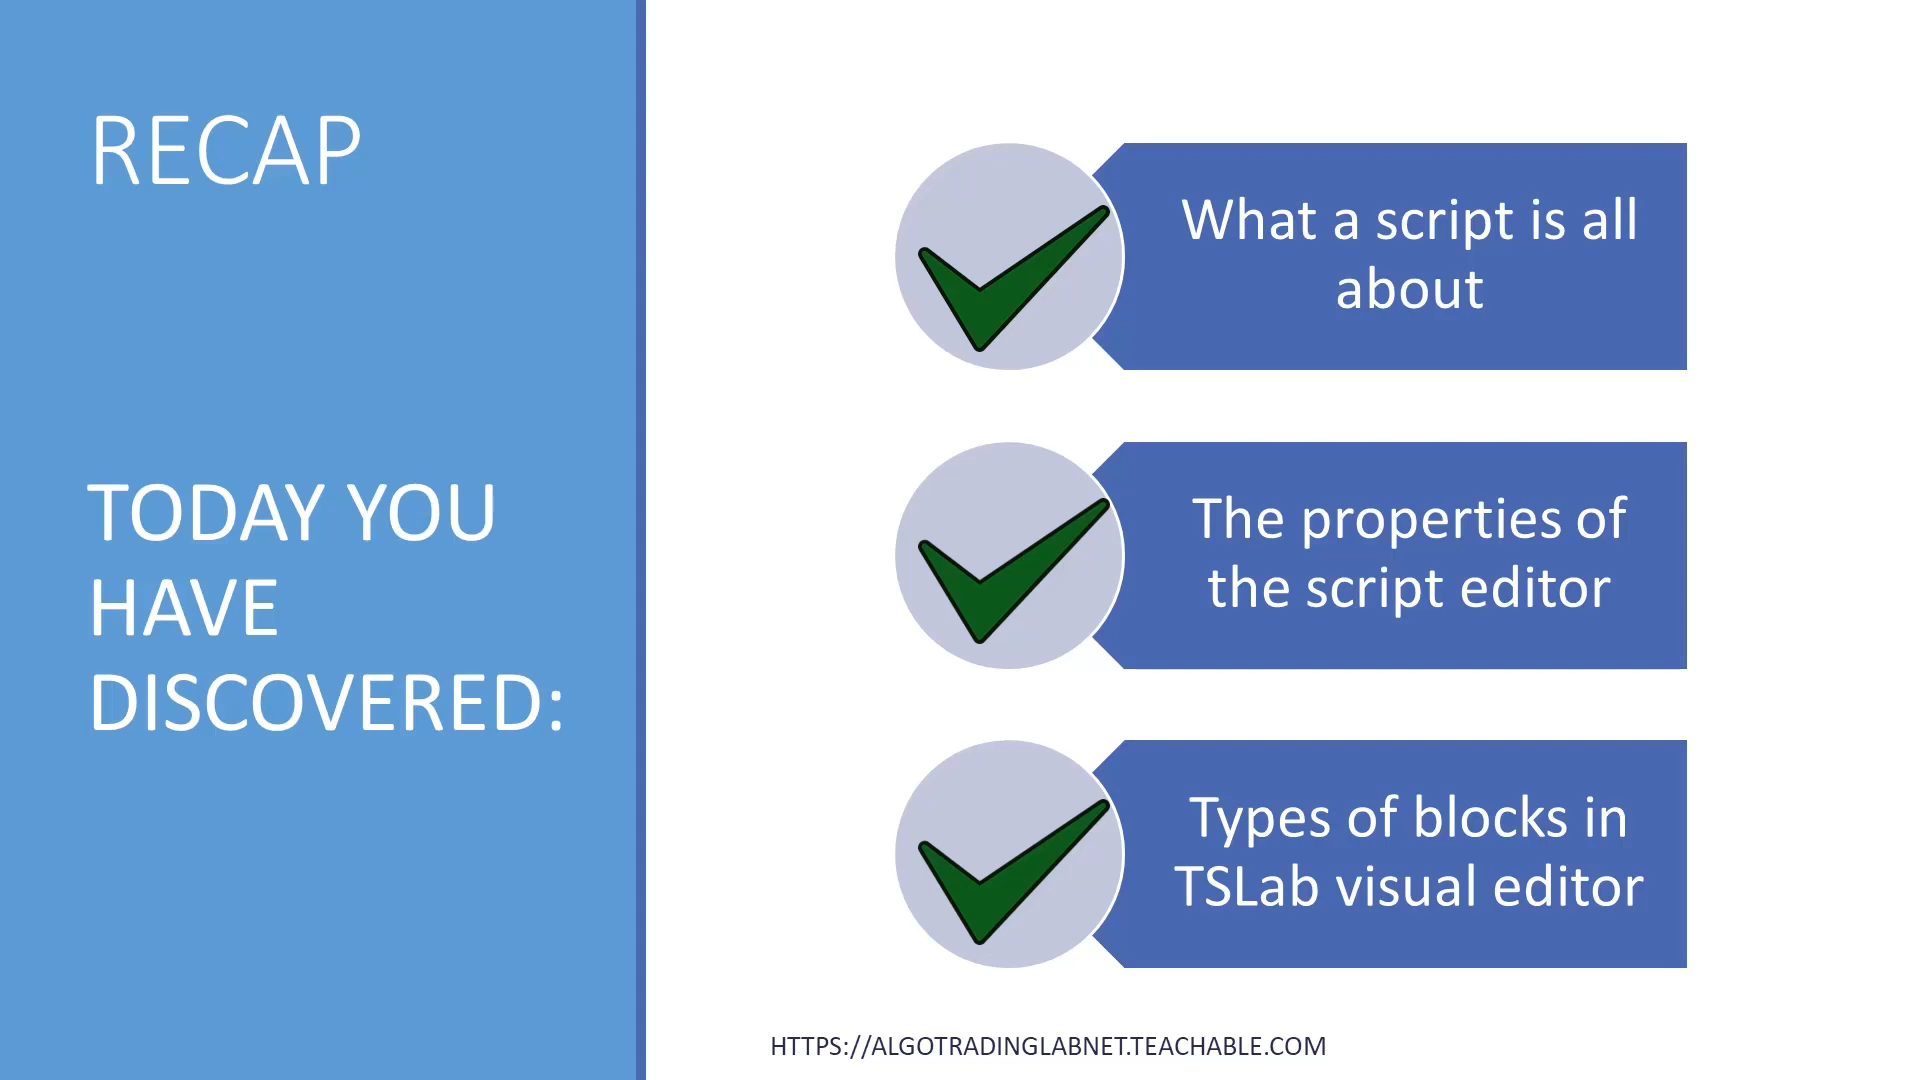 RECAP
TODAY YOU
HAVE
DISCOVERED:
What a script is all
about
The properties of
the script editor
Types of blocks in
TSLab visual editor
HTTPS://ALGOTRADINGLABNET.TEACHABLE.COM